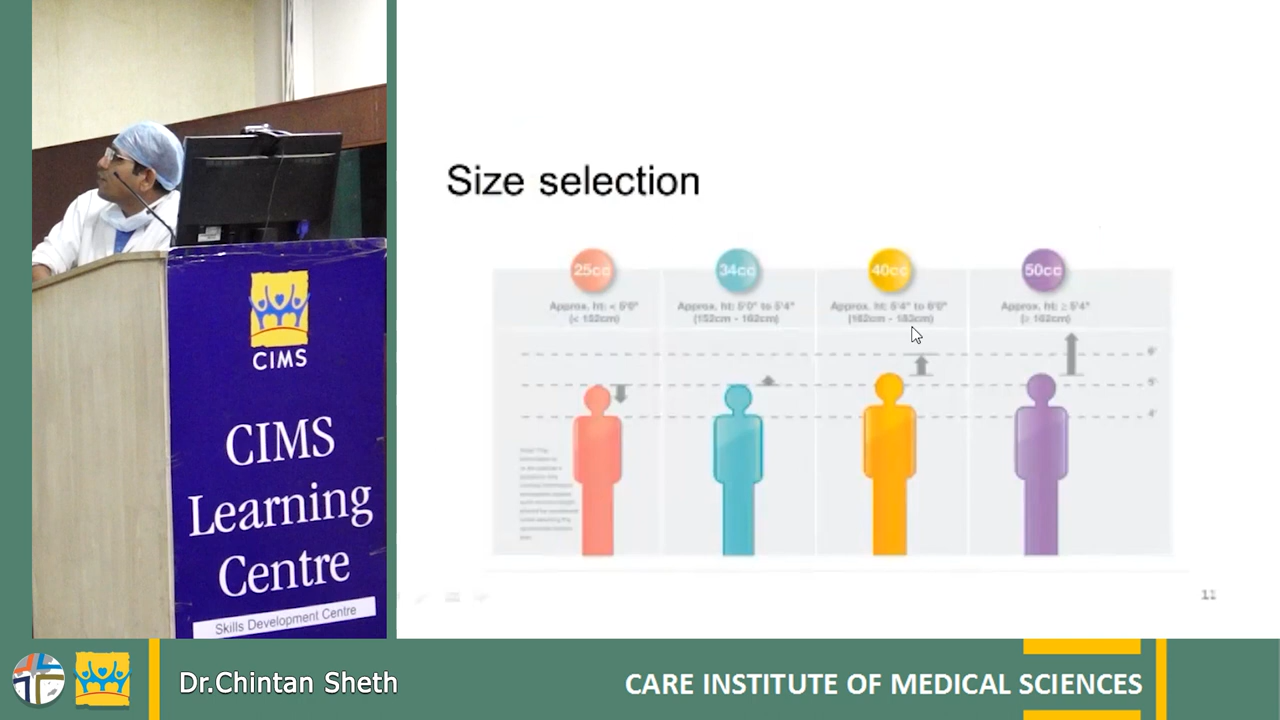 Size selection
25cc
34cc
40cc
50cc
Approx. ht: < 5'0"
(< 152cm)
Approx. ht: 5'0" to 5'4"
(152cm - 162cm)
Approx. ht: 5'4" to 6'0"
(162cm - 183cm)
Approx. ht: ≥ 5'4"
(≥ 162cm)
6'
5'
4'
11
CIMS
CIMS
Learning
Centre
Skills Development Centre
Dr.Chintan Sheth
CARE INSTITUTE OF MEDICAL SCIENCES